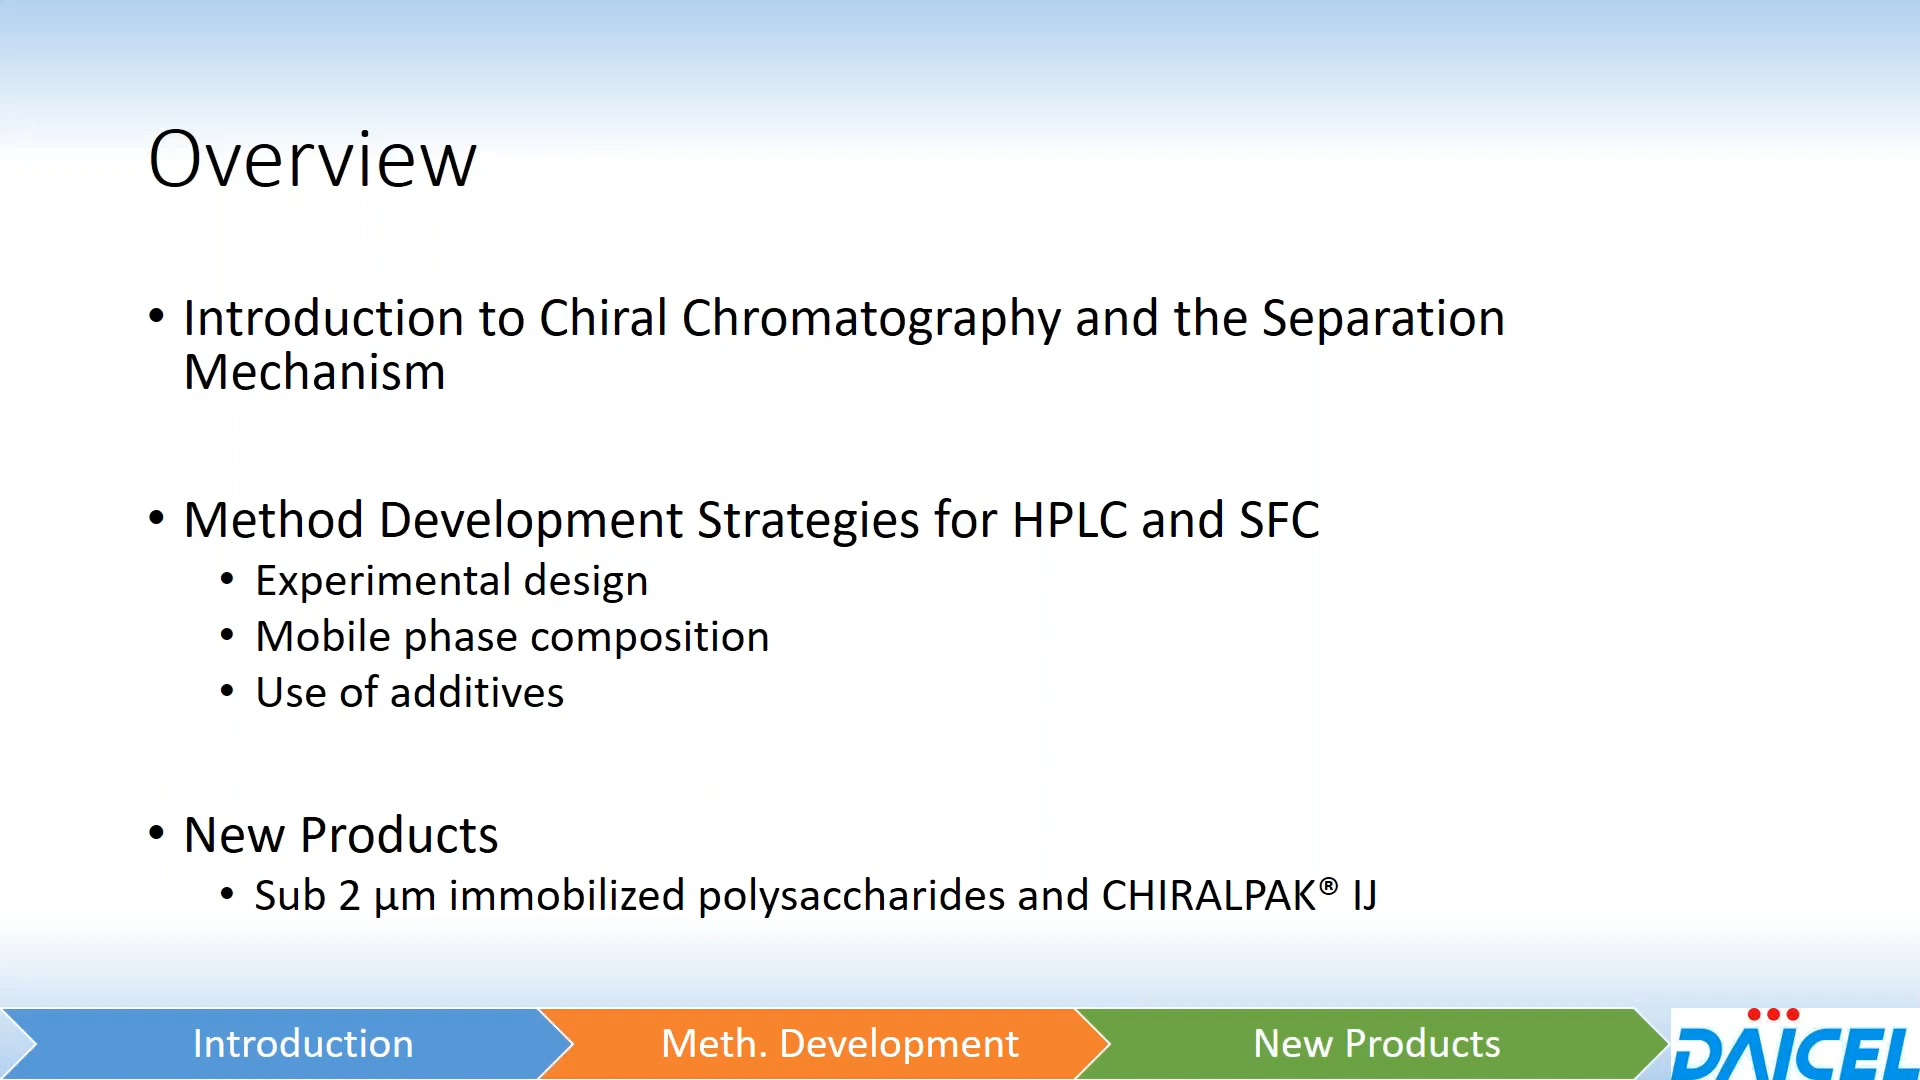 Overview
• Introduction to Chiral Chromatography and the Separation
Mechanism
• Method Development Strategies for HPLC and SFC
• Experimental design
• Mobile phase composition
• Use of additives
• New Products
• Sub 2 µm immobilized polysaccharides and CHIRALPAK® IJ
Introduction
Meth. Development
New Products
DAICEL